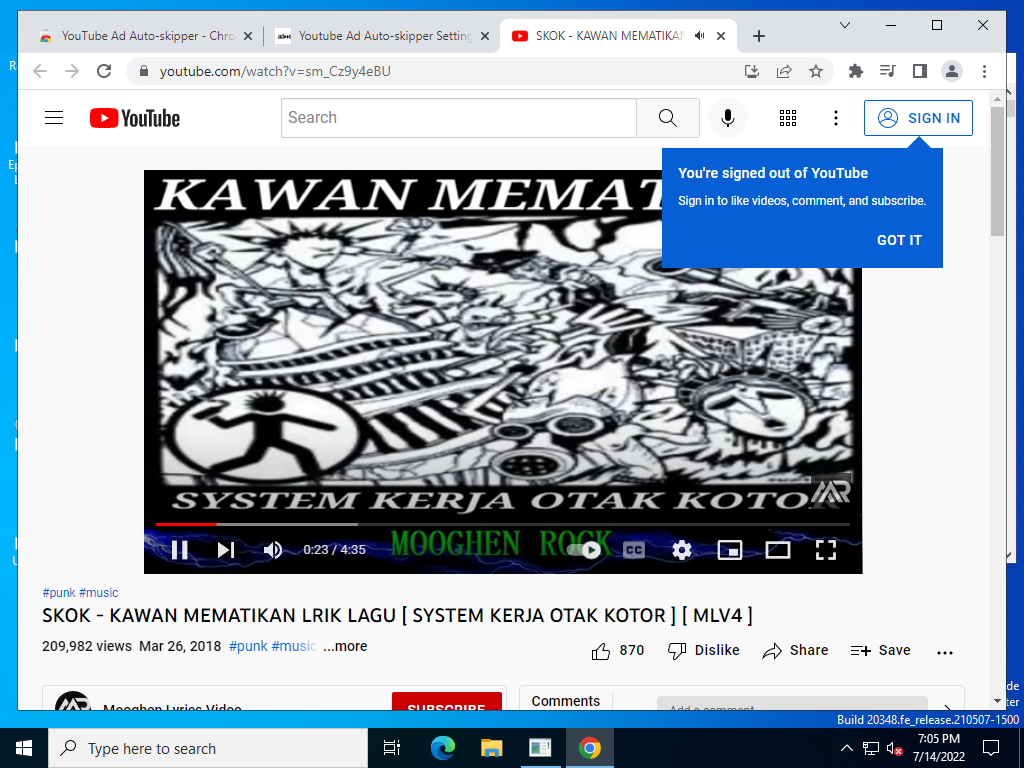 YouTube Ad Auto-skipper - Chro
Youtube Ad Auto-skipper Setting
SKOK - KAWAN MEMATIKAN
youtube.com/watch?v=sm_Cz9y4eBU
YouTube
Search
SIGN IN
You're signed out of YouTube
Sign in to like videos, comment, and subscribe.
GOT IT
KAWAN MEMAT
SYSTEM KERJA OTAK KOTO
MOOGHEN ROCK
0:23 / 4:35
CC
#punk #music
SKOK - KAWAN MEMATIKAN LRIK LAGU [ SYSTEM KERJA OTAK KOTOR ] [ MLV4 ]
209,982 views Mar 26, 2018 #punk #music ...more
870
Dislike
Share
Save
Mooghen Lyrics Video
SUBSCRIBE
Comments
Add a comment...
Build 20348.fe_release.210507-1500
Type here to search
7:05 PM
7/14/2022